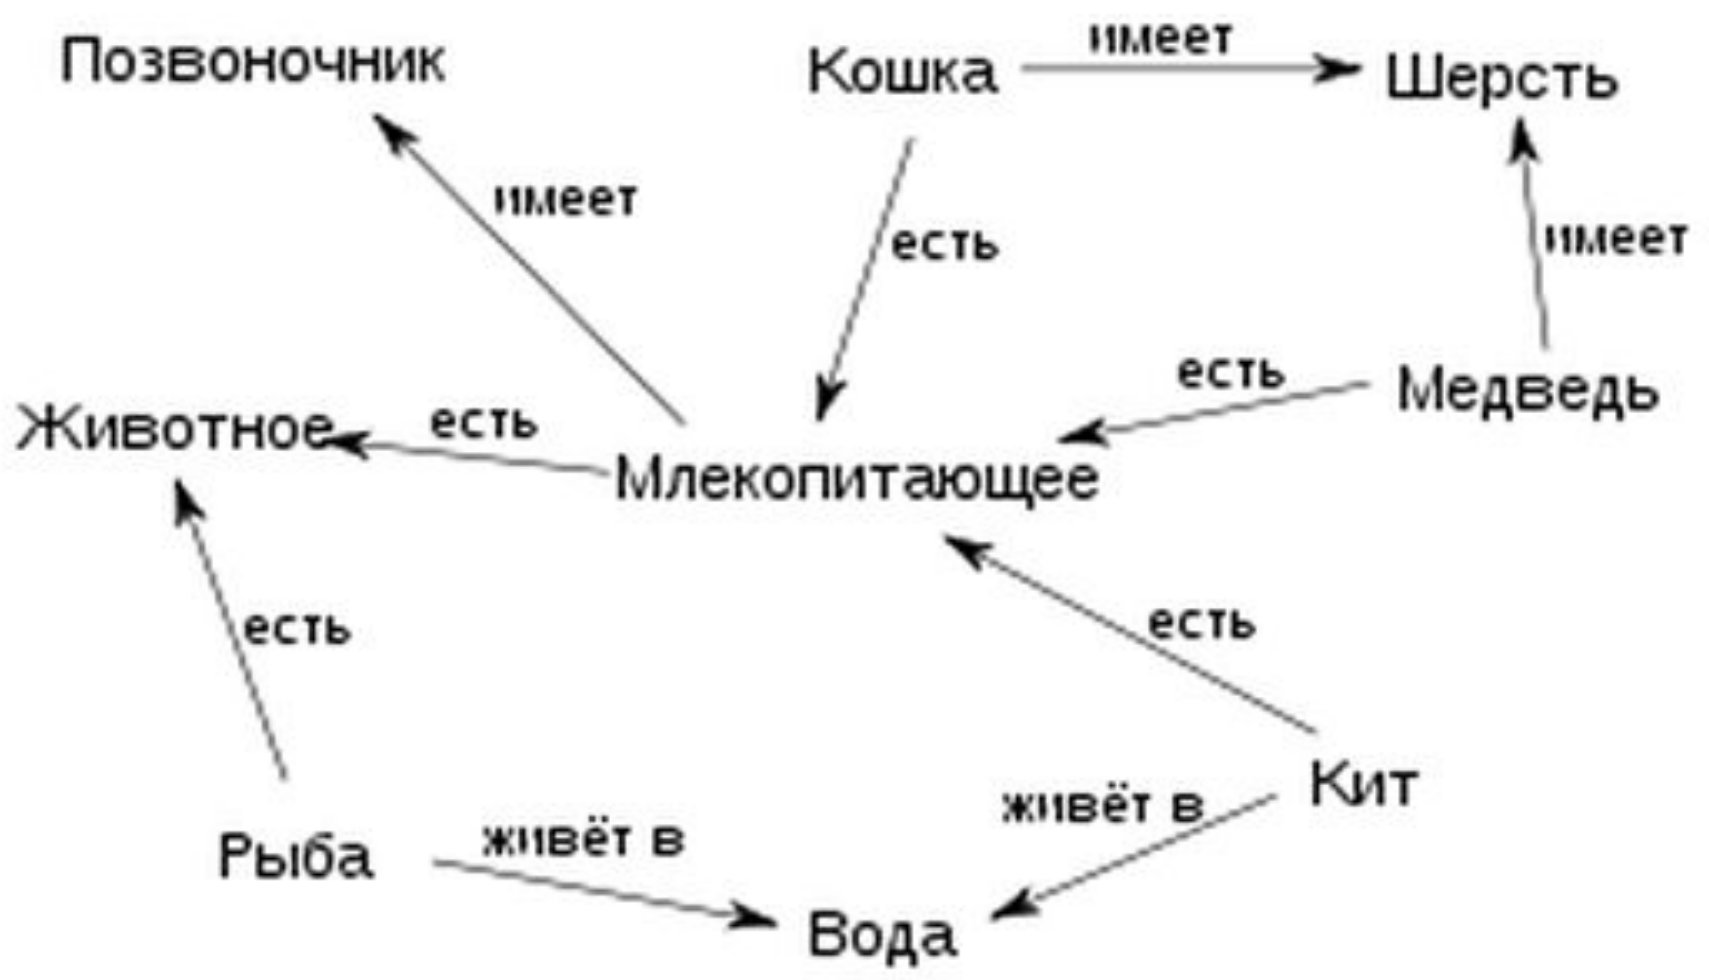 Позвоночник
Кошка
имеет
Шерсть
имеет
есть
имеет
Животное
есть
Млекопитающее
есть
Медведь
есть
есть
Рыба
живёт в
Вода
живёт в
Кит